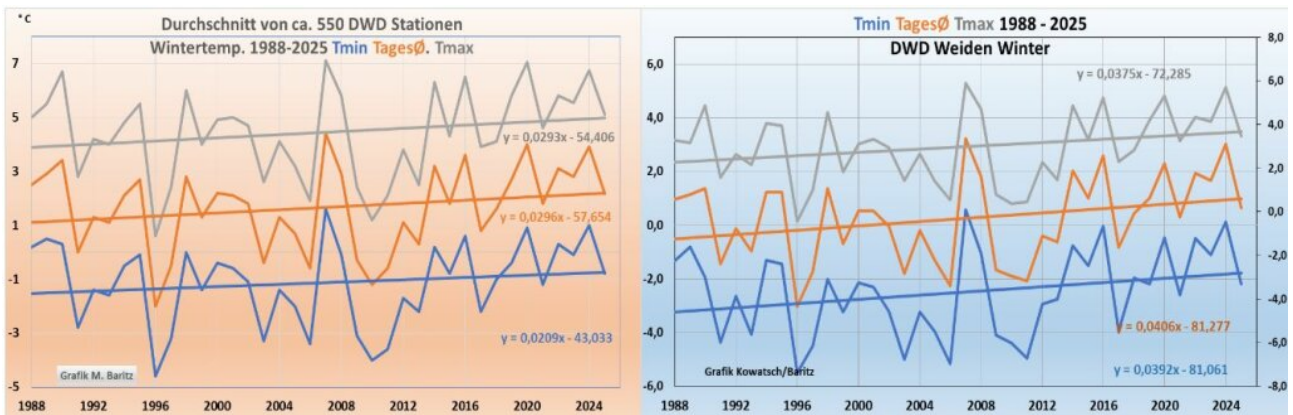 °C
Durchschnitt von ca. 550 DWD Stationen
Wintertemp. 1988-2025 Tmin TagesØ. Tmax
7
5
3
1
-1
-3
-5
y = 0,0293x - 54,406
y = 0,0296x - 57,654
y = 0,0209x - 43,033
Grafik M. Baritz
1988 1992 1996 2000 2004 2008 2012 2016 2020 2024
Tmin TagesØ Tmax 1988 - 2025
DWD Weiden Winter
6,0
4,0
2,0
0,0
-2,0
-4,0
6,0
8,0
6,0
4,0
2,0
0,0
-2,0
-4,0
-6,0
-8,0
y = 0,0375x - 72,285
y = 0,0406x - 81,277
y = 0,0392x - 81,061
Grafik Kowatsch/Baritz
1988 1992 1996 2000 2004 2008 2012 2016 2020 2024